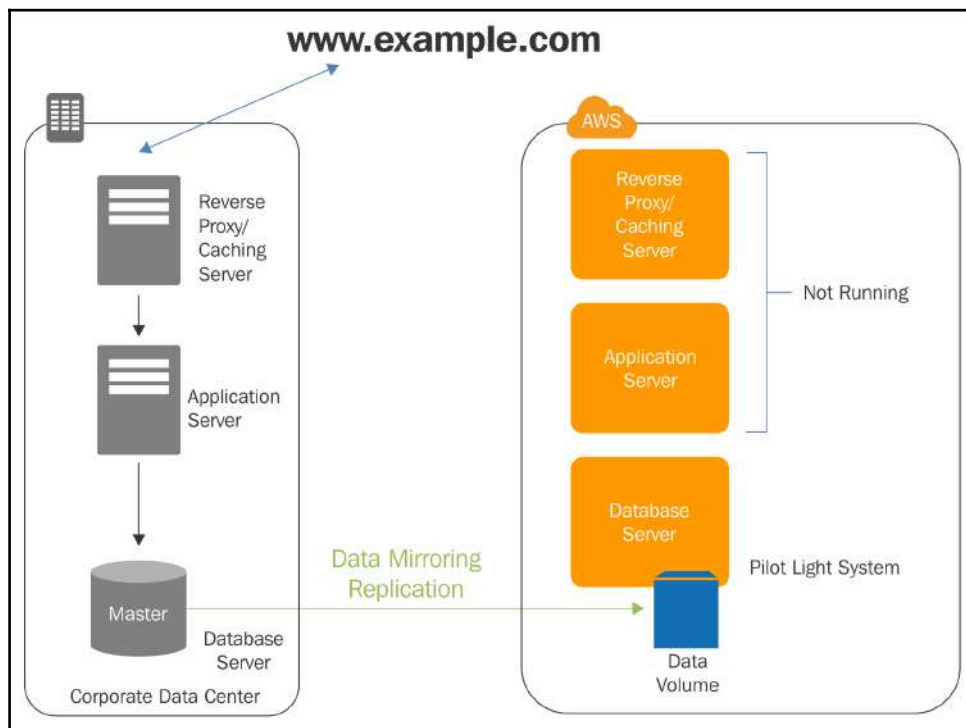 www.example.com
Reverse
Proxy/
Caching
Server
Application
Server
Master
Database
Server
Corporate Data Center
Data Mirroring
Replication
AWS
Reverse
Proxy/
Caching
Server
Not Running
Application
Server
Database
Server
Pilot Light System
Data
Volume